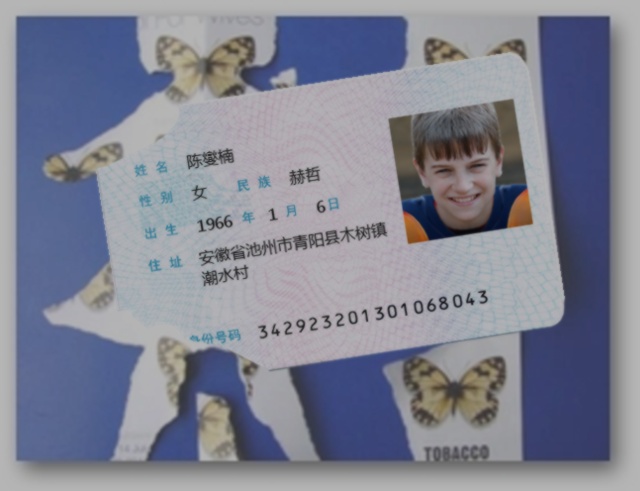 姓名 陈燮楠
性别 女 民族 赫哲
出生 1966 年 1 月 6日
住址 安徽省池州市青阳县木树镇
潮水村
身份号码 342923201301068043
TOBACCO